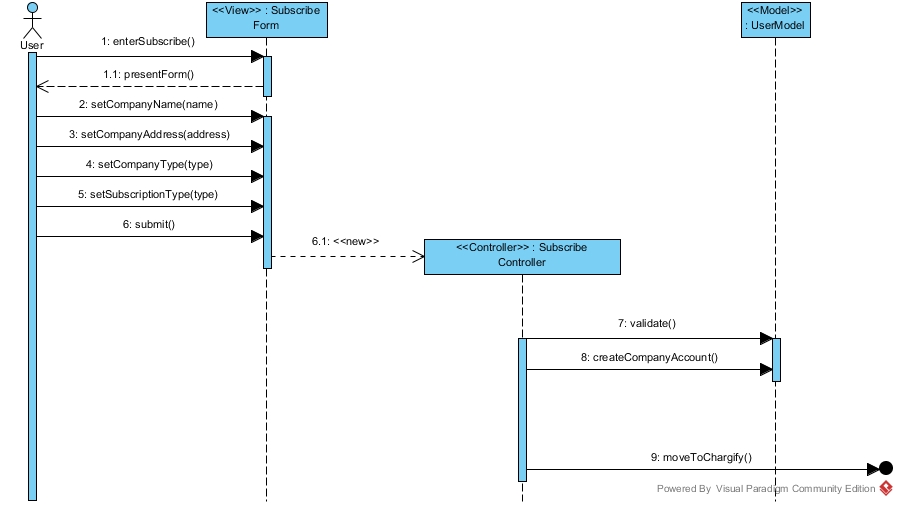 <<View>> : Subscribe
Form
<<Model>>
: UserModel
User
1: enterSubscribe()
1.1: presentForm()
2: setCompanyName(name)
3: setCompanyAddress(address)
4: setCompanyType(type)
5: setSubscriptionType(type)
6: submit()
6.1: <<new>>
<<Controller>> : Subscribe
Controller
7: validate()
8: createCompanyAccount()
9: moveToChargify()
Powered By Visual Paradigm Community Edition